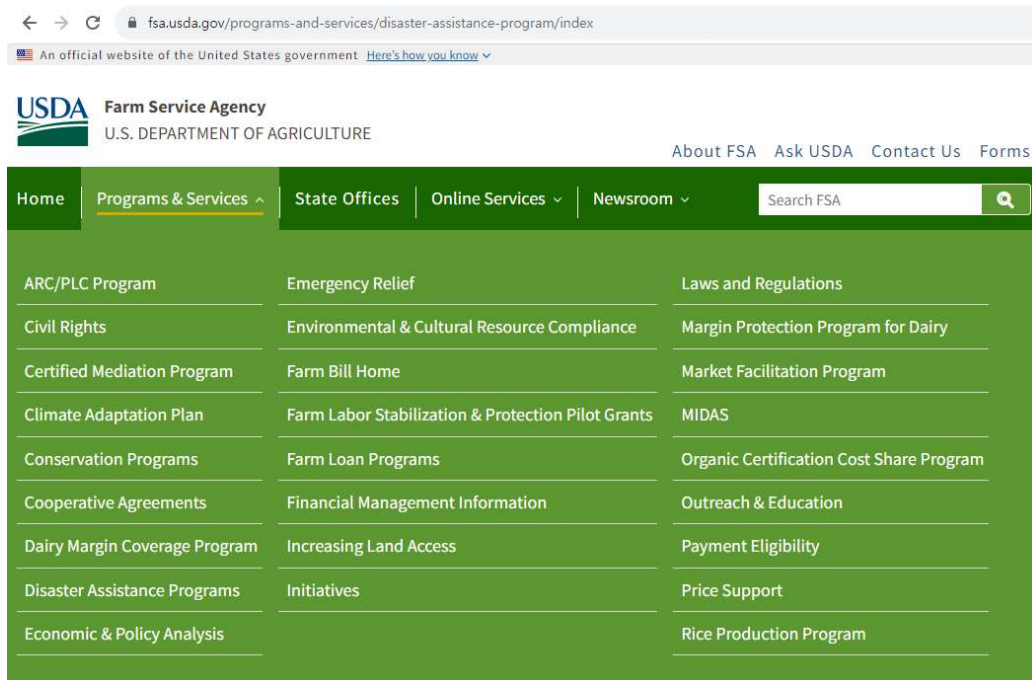 fsa.usda.gov/programs-and-services/disaster-assistance-program/index
An official website of the United States government Here's how you know
USDA
Farm Service Agency
U.S. DEPARTMENT OF AGRICULTURE
About FSA Ask USDA Contact Us Forms
Home Programs & Services State Offices Online Services Newsroom Search FSA
ARC/PLC Program
Civil Rights
Certified Mediation Program
Climate Adaptation Plan
Conservation Programs
Cooperative Agreements
Dairy Margin Coverage Program
Disaster Assistance Programs
Economic & Policy Analysis
Emergency Relief
Environmental & Cultural Resource Compliance
Farm Bill Home
Farm Labor Stabilization & Protection Pilot Grants
Farm Loan Programs
Financial Management Information
Increasing Land Access
Initiatives
Laws and Regulations
Margin Protection Program for Dairy
Market Facilitation Program
MIDAS
Organic Certification Cost Share Program
Outreach & Education
Payment Eligibility
Price Support
Rice Production Program